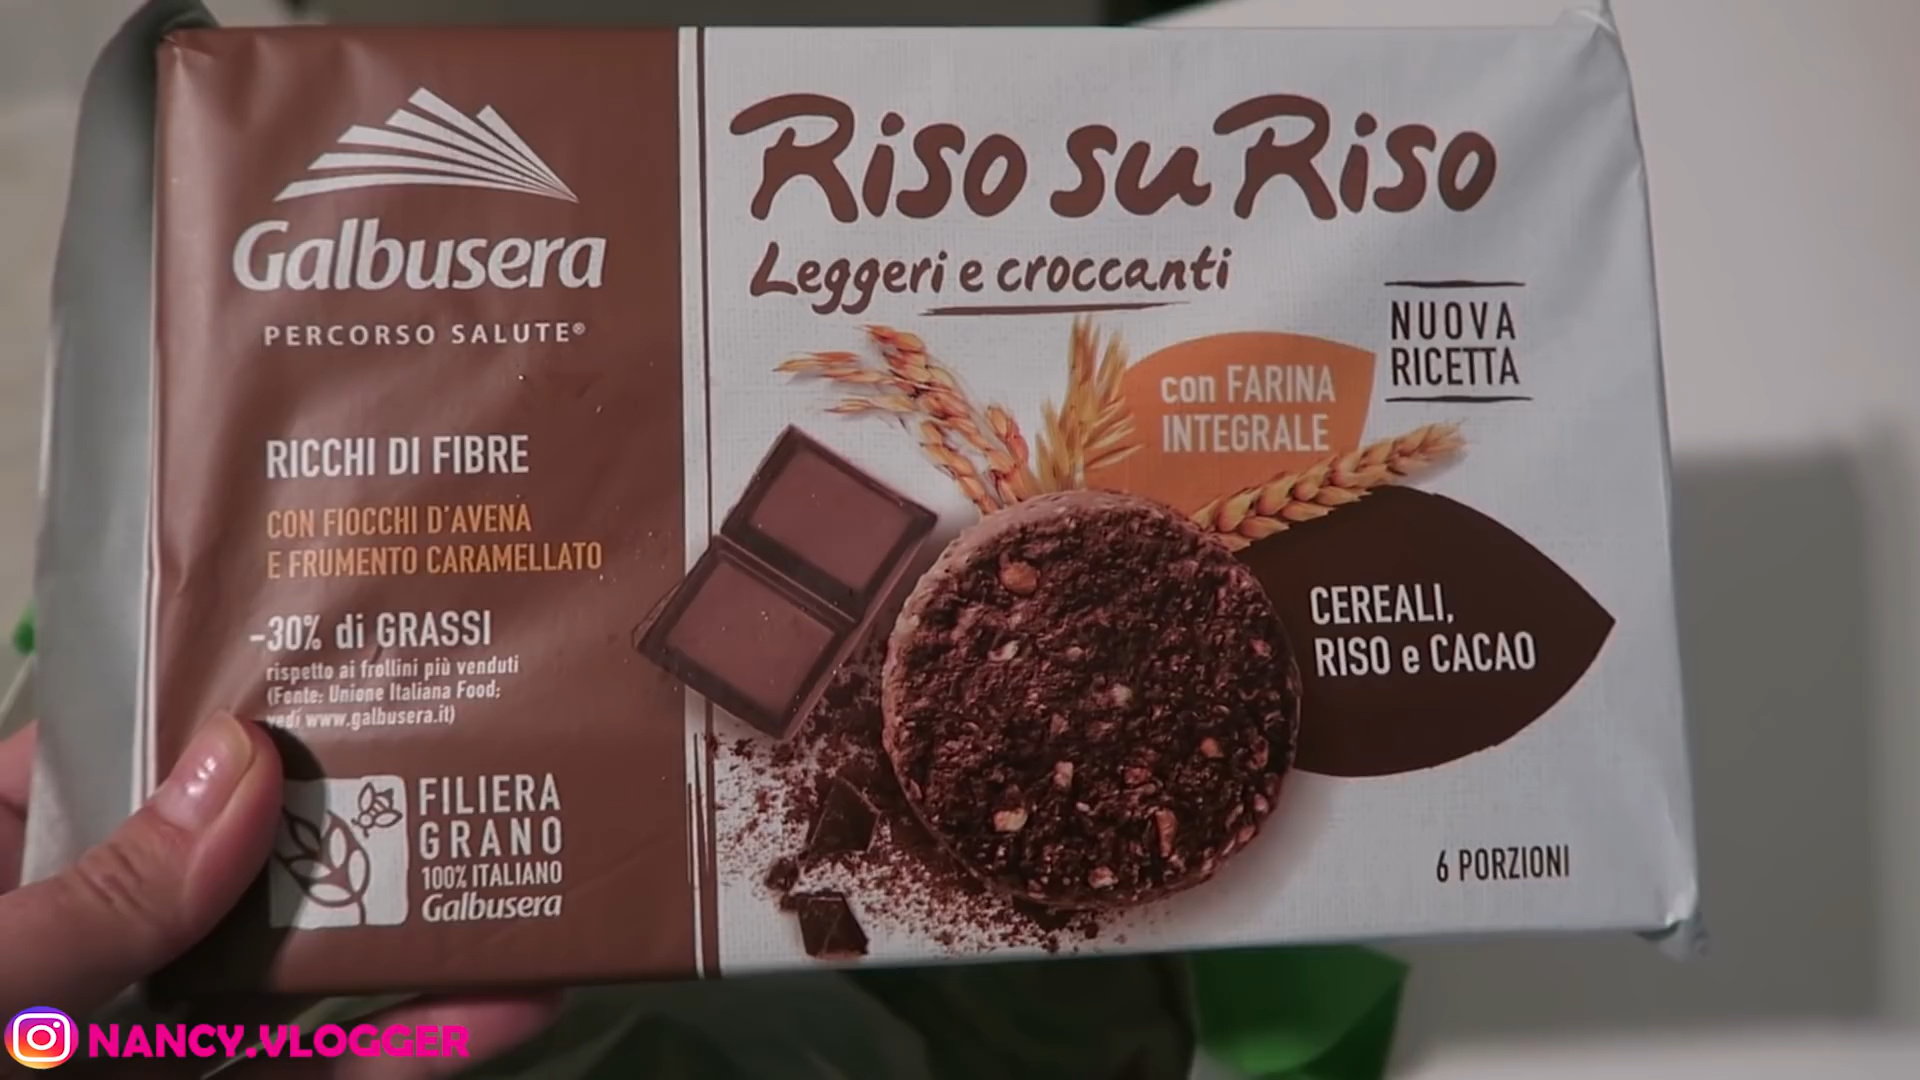 Galbusera
PERCORSO SALUTE®
RICCHI DI FIBRE
CON FIOCCHI D'AVENA
E FRUMENTO CARAMELLATO
-30% di GRASSI
rispetto ai frollini più venduti
(Fonte: Unione Italiana Food;
vedi www.galbusera.it)
FILIERA
GRANO
100% ITALIANO
Galbusera
Riso su Riso
Leggeri e croccanti
NUOVA
RICETTA
con FARINA
INTEGRALE
CEREALI,
RISO e CACAO
6 PORZIONI
NANCY.VLOGGER